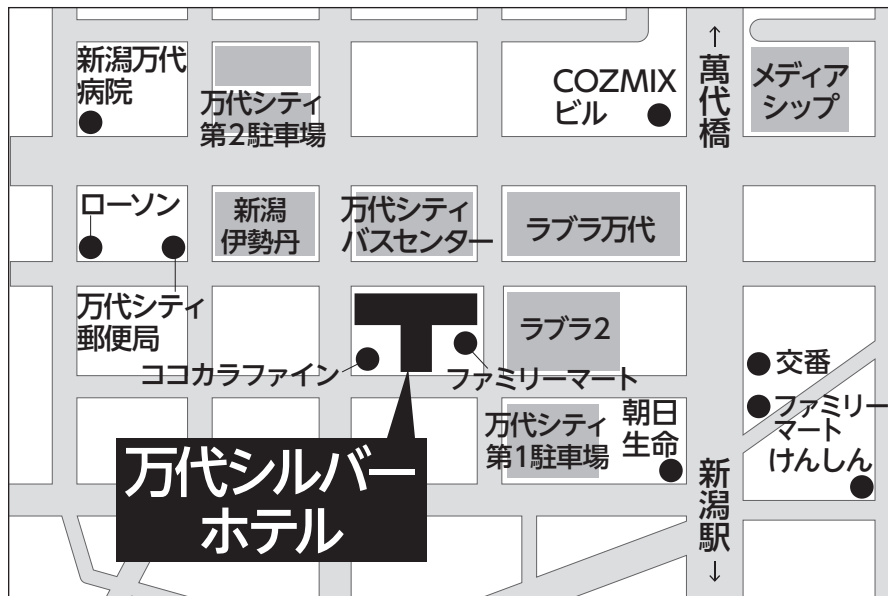 新潟万代
病院
万代シティ
第2駐車場
COZMIX
ビル
↑
萬代橋
メディア
シップ
ローソン
新潟
伊勢丹
万代シティ
バスセンター
ラブラ万代
万代シティ
郵便局
ラブラ2
ココカラファイン
ファミリーマート
交番
万代シティ
第1駐車場
朝日
生命
ファミリー
マート
けんしん
万代シルバー
ホテル
新潟駅
↓